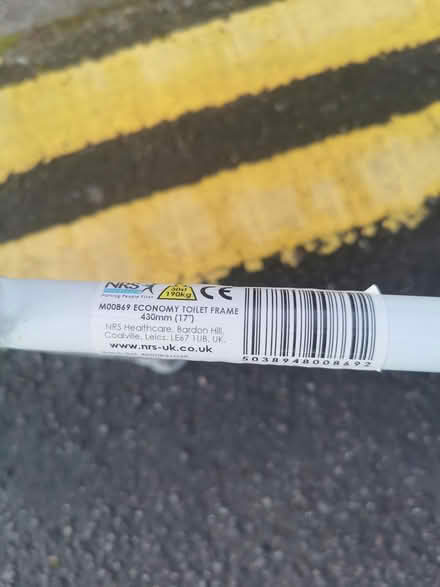 NRS
Putting People First
30st
190kg
CE
M00869 ECONOMY TOILET FRAME
430mm (17")
NRS Healthcare, Bardon Hill,
Coalville, Leics. LE67 1UB, UK.
www.nrs-uk.co.uk
5038948008692